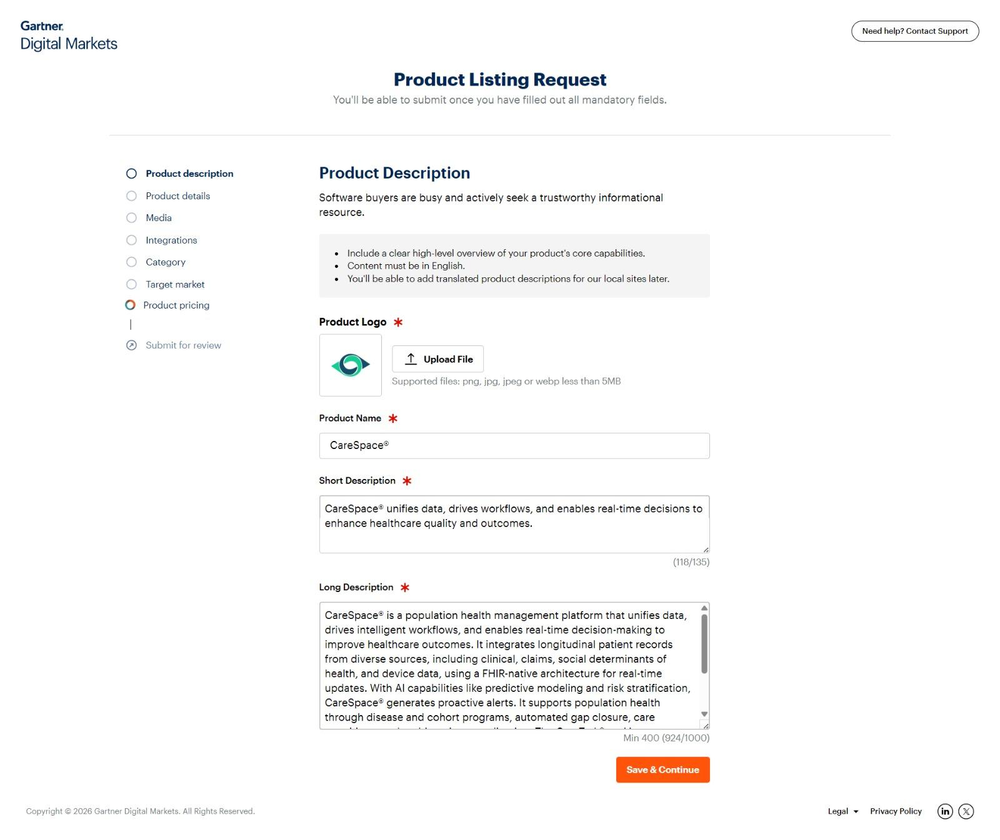 Gartner®
Digital Markets
Need help? Contact Support
Product Listing Request
You'll be able to submit once you have filled out all mandatory fields.
Product description
Product details
Media
Integrations
Category
Target market
Product pricing
Submit for review
Product Description
Software buyers are busy and actively seek a trustworthy informational
resource.
• Include a clear high-level overview of your product's core capabilities.
• Content must be in English.
• You'll be able to add translated product descriptions for our local sites later.
Product Logo *
Upload File
Supported files: png, jpg, jpeg or webp less than 5MB
Product Name *
CareSpace®
Short Description *
CareSpace® unifies data, drives workflows, and enables real-time decisions to
enhance healthcare quality and outcomes.
(118/135)
Long Description *
CareSpace® is a population health management platform that unifies data,
drives intelligent workflows, and enables real-time decision-making to
improve healthcare outcomes. It integrates longitudinal patient records
from diverse sources, including clinical, claims, social determinants of
health, and device data, using a FHIR-native architecture for real-time
updates. With AI capabilities like predictive modeling and risk stratification,
CareSpace® generates proactive alerts. It supports population health
through disease and cohort programs, automated gap closure, care
Min 400 (924/1000)
Save & Continue
Copyright © 2026 Gartner Digital Markets. All Rights Reserved.
Legal
Privacy Policy
in
X